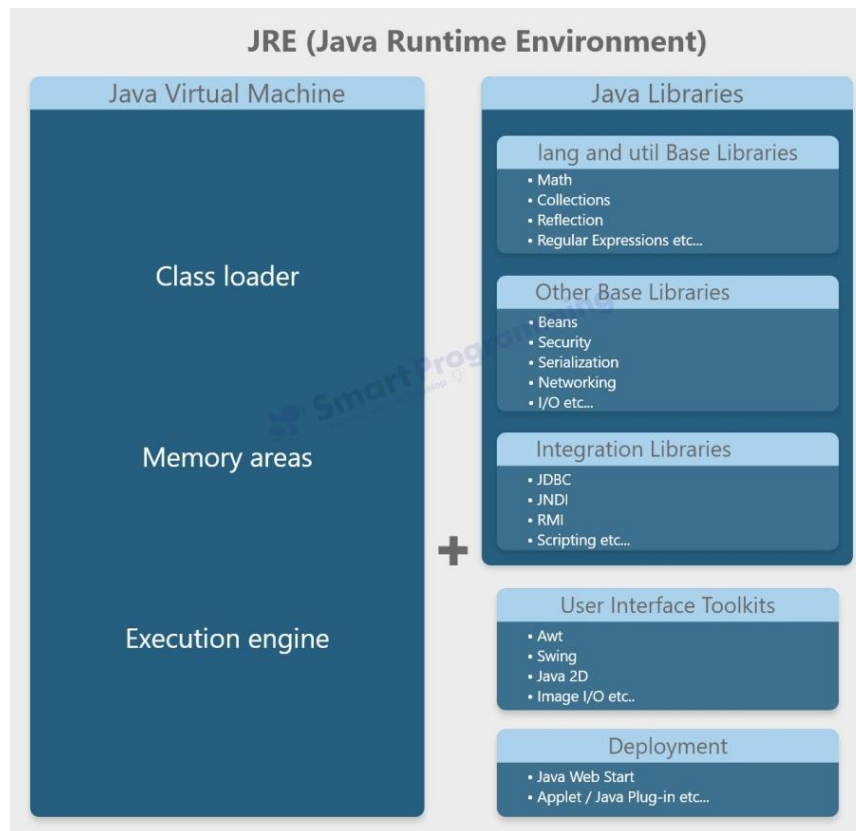 JRE (Java Runtime Environment)
Java Virtual Machine
Class loader
Memory areas
Execution engine
+
Java Libraries
lang and util Base Libraries
• Math
• Collections
• Reflection
• Regular Expressions etc...
Other Base Libraries
• Beans
• Security
• Serialization
• Networking
• I/O etc...
Integration Libraries
• JDBC
• JNDI
• RMI
• Scripting etc...
User Interface Toolkits
• Awt
• Swing
• Java 2D
• Image I/O etc..
Deployment
• Java Web Start
• Applet / Java Plug-in etc...
Smart Programming